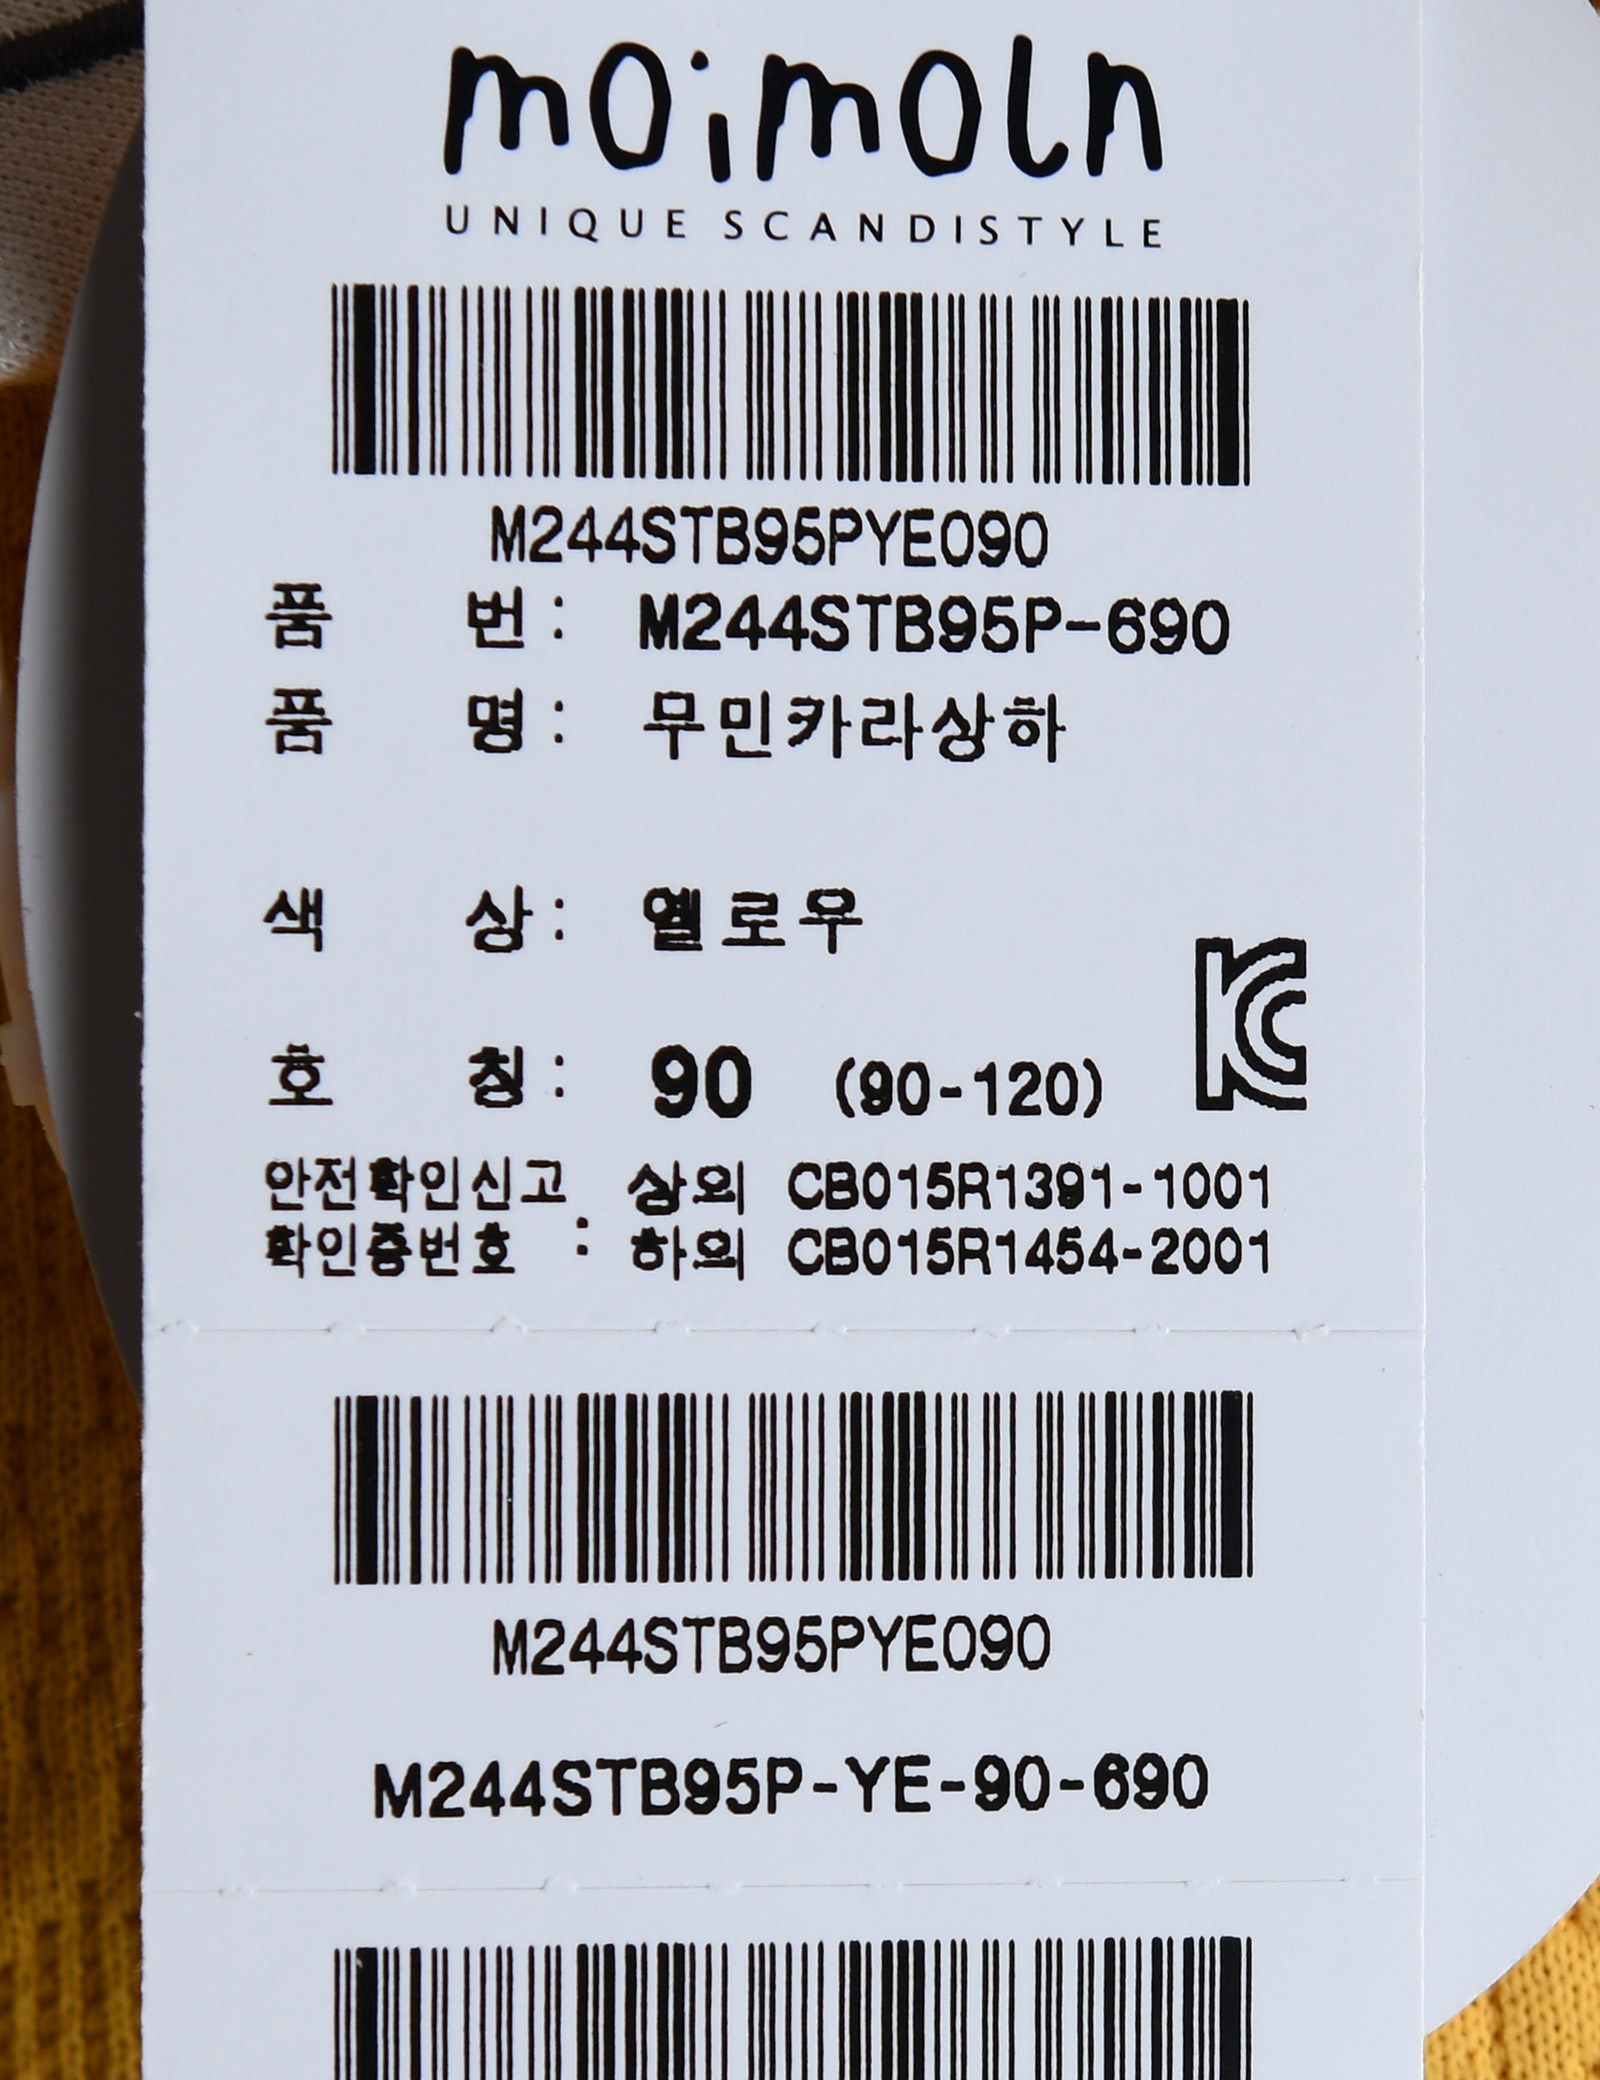 moimoln
UNIQUE SCANDISTYLE
M244STB95PYE090
품 번 : M244STB95P-690
품 명 : 무민카라상하
색 상 : 옐로우
호 칭 : 90 (90-120)
KC
안전확인신고 상의 CB015R1391-1001
확인증번호 : 하의 CB015R1454-2001
M244STB95PYE090
M244STB95P-YE-90-690